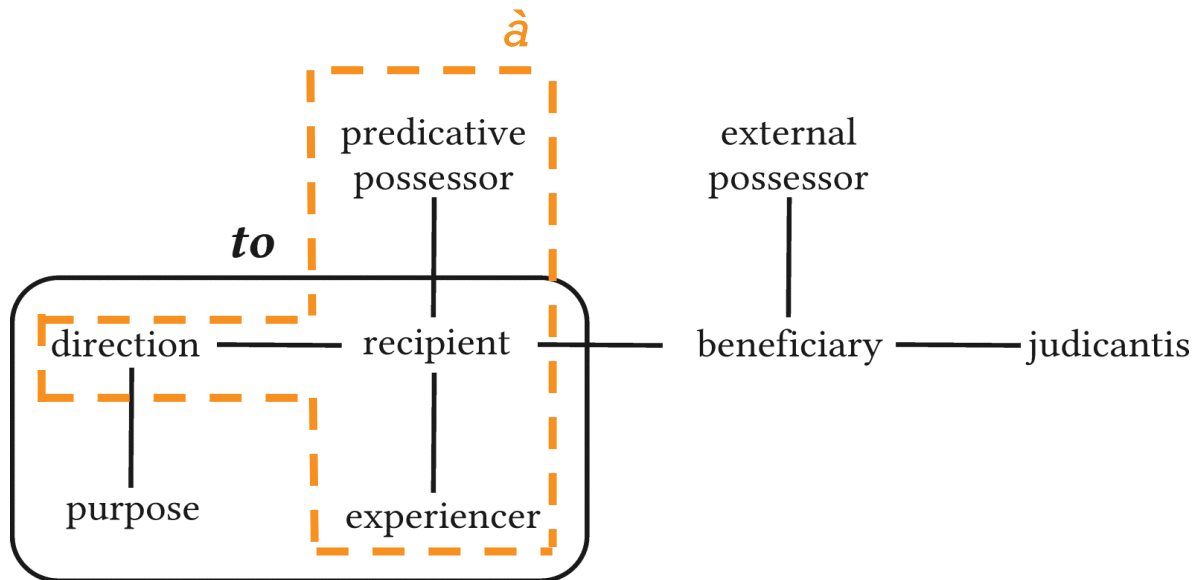 à
predicative
possessor
external
possessor
to
direction
recipient
beneficiary
judicantis
purpose
experiencer